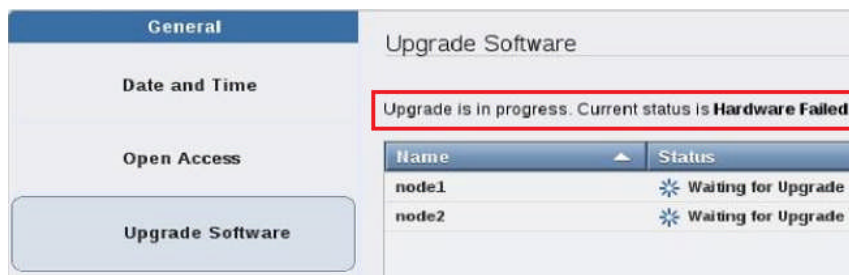 General
Date and Time
Open Access
Upgrade Software
Upgrade Software
Upgrade is in progress. Current status is Hardware Failed
Name Status
node1 Waiting for Upgrade
node2 Waiting for Upgrade